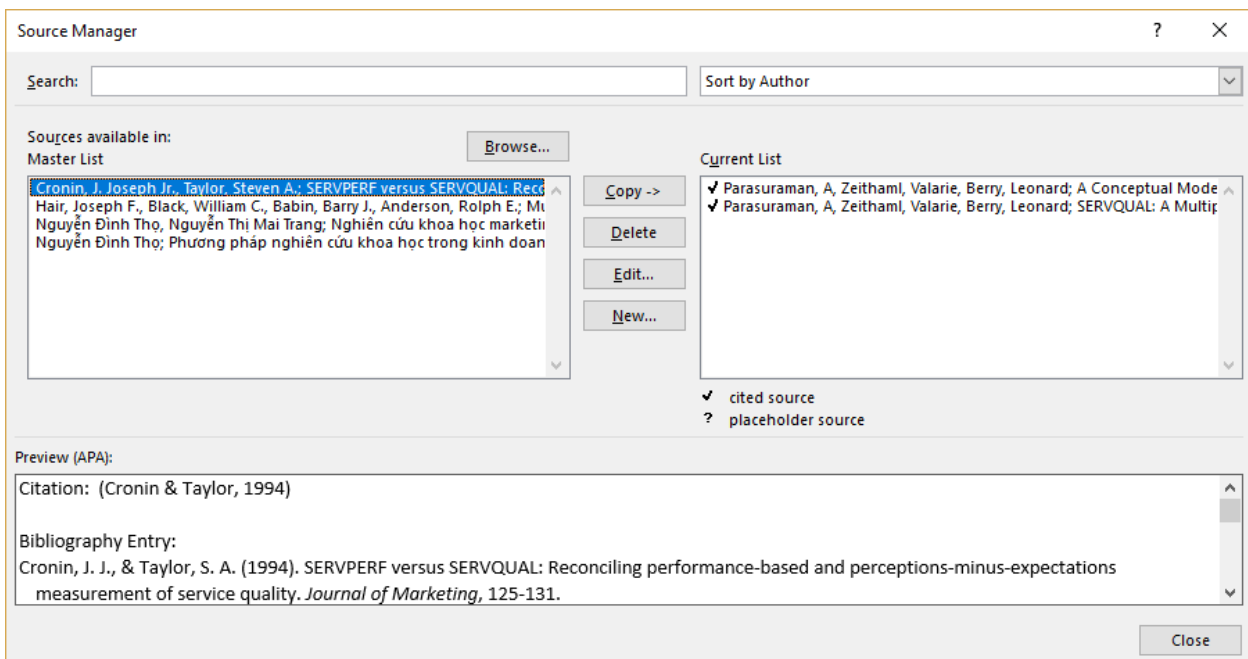 Source Manager
?
Search:
Sort by Author
Sources available in:
Master List
Browse...
Current List
Cronin, J. Joseph Jr., Taylor, Steven A.; SERVPERF versus SERVQUAL: Reco
Hair, Joseph F., Black, William C., Babin, Barry J., Anderson, Rolph E.; Mu
Nguyễn Đình Thọ, Nguyễn Thị Mai Trang; Nghiên cứu khoa học marketin
Nguyễn Đình Thọ; Phương pháp nghiên cứu khoa học trong kinh doan
Copy ->
Delete
Edit...
New...
Parasuraman, A, Zeithaml, Valarie, Berry, Leonard; A Conceptual Mode
Parasuraman, A, Zeithaml, Valarie, Berry, Leonard; SERVQUAL: A Multip
cited source
? placeholder source
Preview (APA):
Citation: (Cronin & Taylor, 1994)
Bibliography Entry:
Cronin, J. J., & Taylor, S. A. (1994). SERVPERF versus SERVQUAL: Reconciling performance-based and perceptions-minus-expectations
measurement of service quality. Journal of Marketing, 125-131.
Close